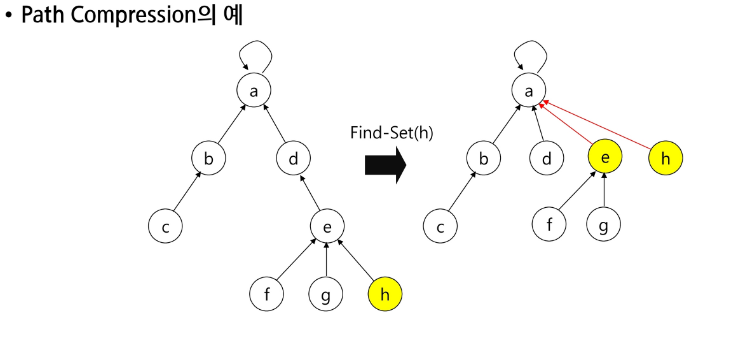 • Path Compression의 예
a
a
Find-Set(h)
b
d
b
d
e
h
c
e
c
f
g
f
g
h